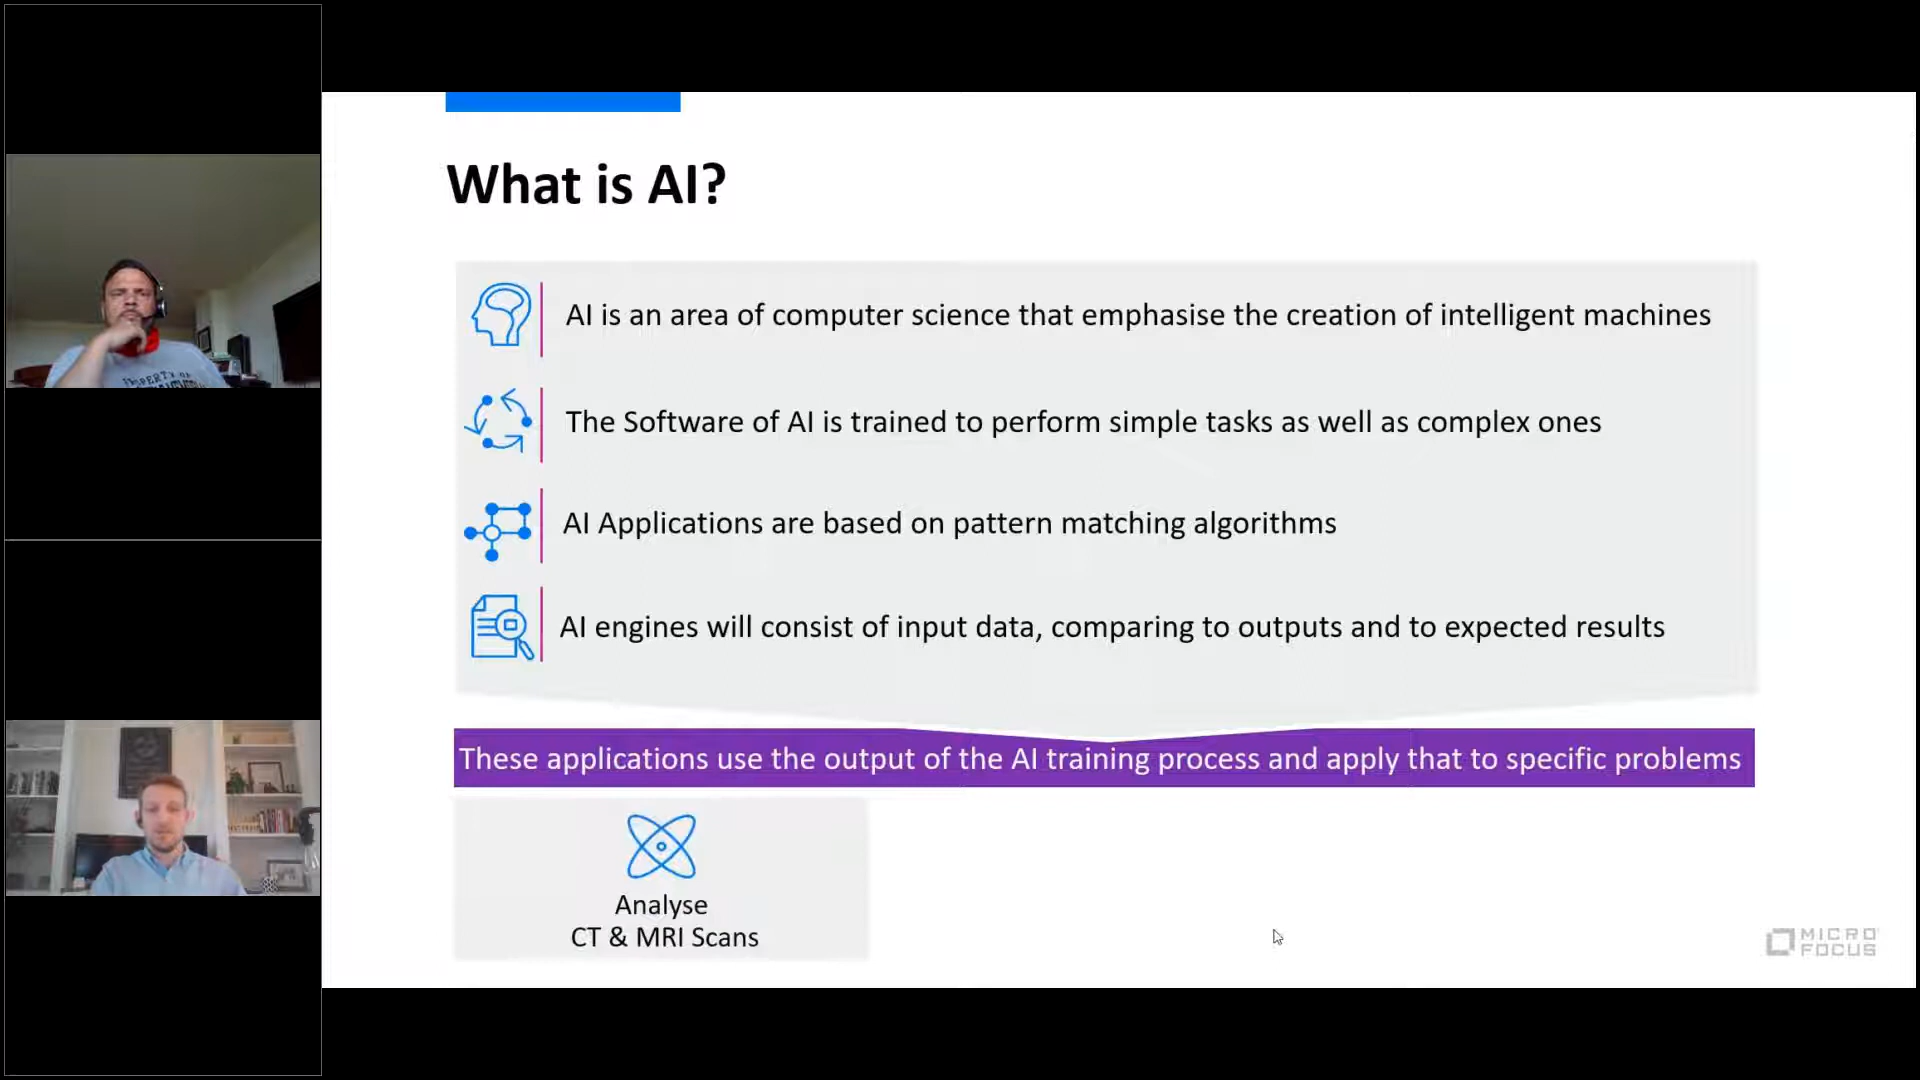 What is AI?
AI is an area of computer science that emphasise the creation of intelligent machines
The Software of AI is trained to perform simple tasks as well as complex ones
AI Applications are based on pattern matching algorithms
AI engines will consist of input data, comparing to outputs and to expected results
These applications use the output of the AI training process and apply that to specific problems
Analyse
CT & MRI Scans
MICRO
FOCUS
PROPERTY OF